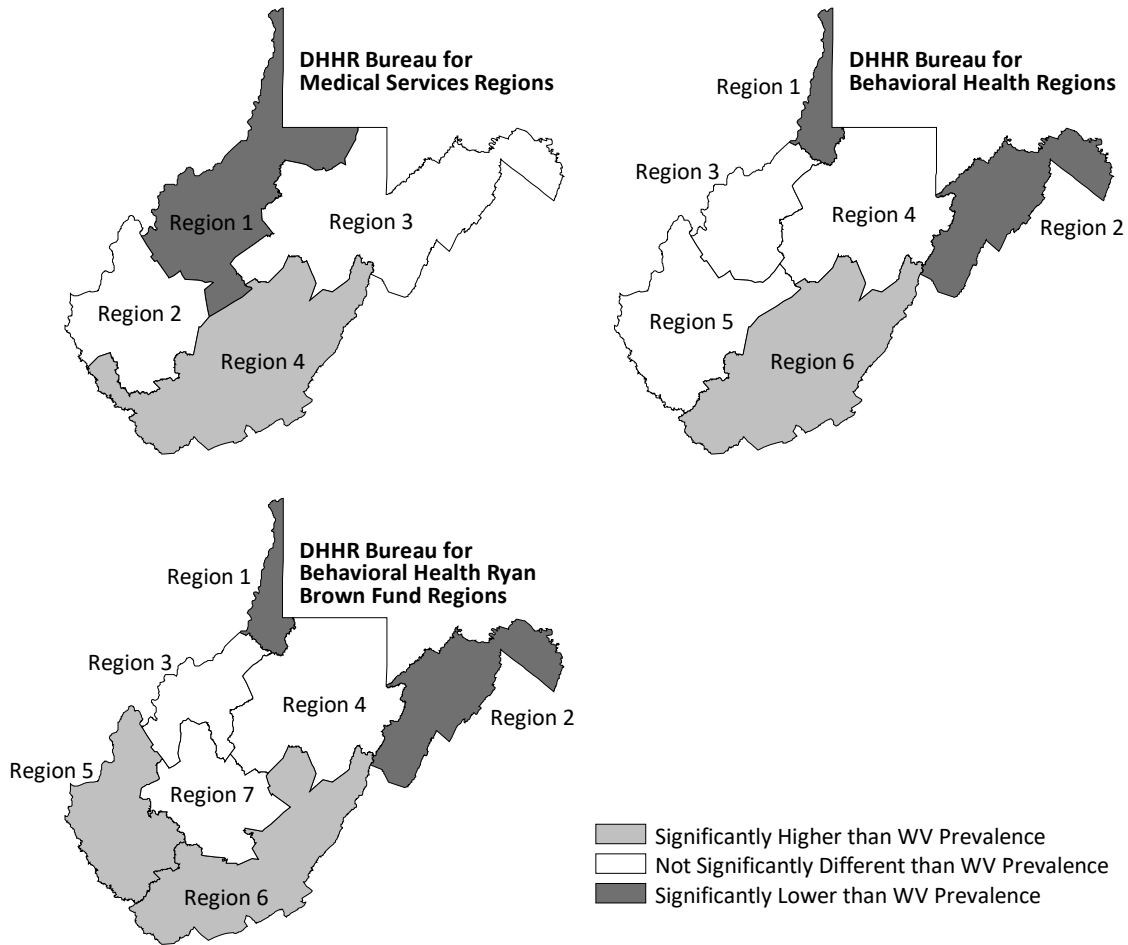 DHHR Bureau for
Medical Services Regions
Region 1
Region 3
Region 2
Region 4
DHHR Bureau for
Behavioral Health Regions
Region 1
Region 3
Region 4
Region 2
Region 5
Region 6
DHHR Bureau for
Behavioral Health Ryan
Brown Fund Regions
Region 1
Region 3
Region 4
Region 2
Region 5
Region 7
Region 6
Significantly Higher than WV Prevalence
Not Significantly Different than WV Prevalence
Significantly Lower than WV Prevalence